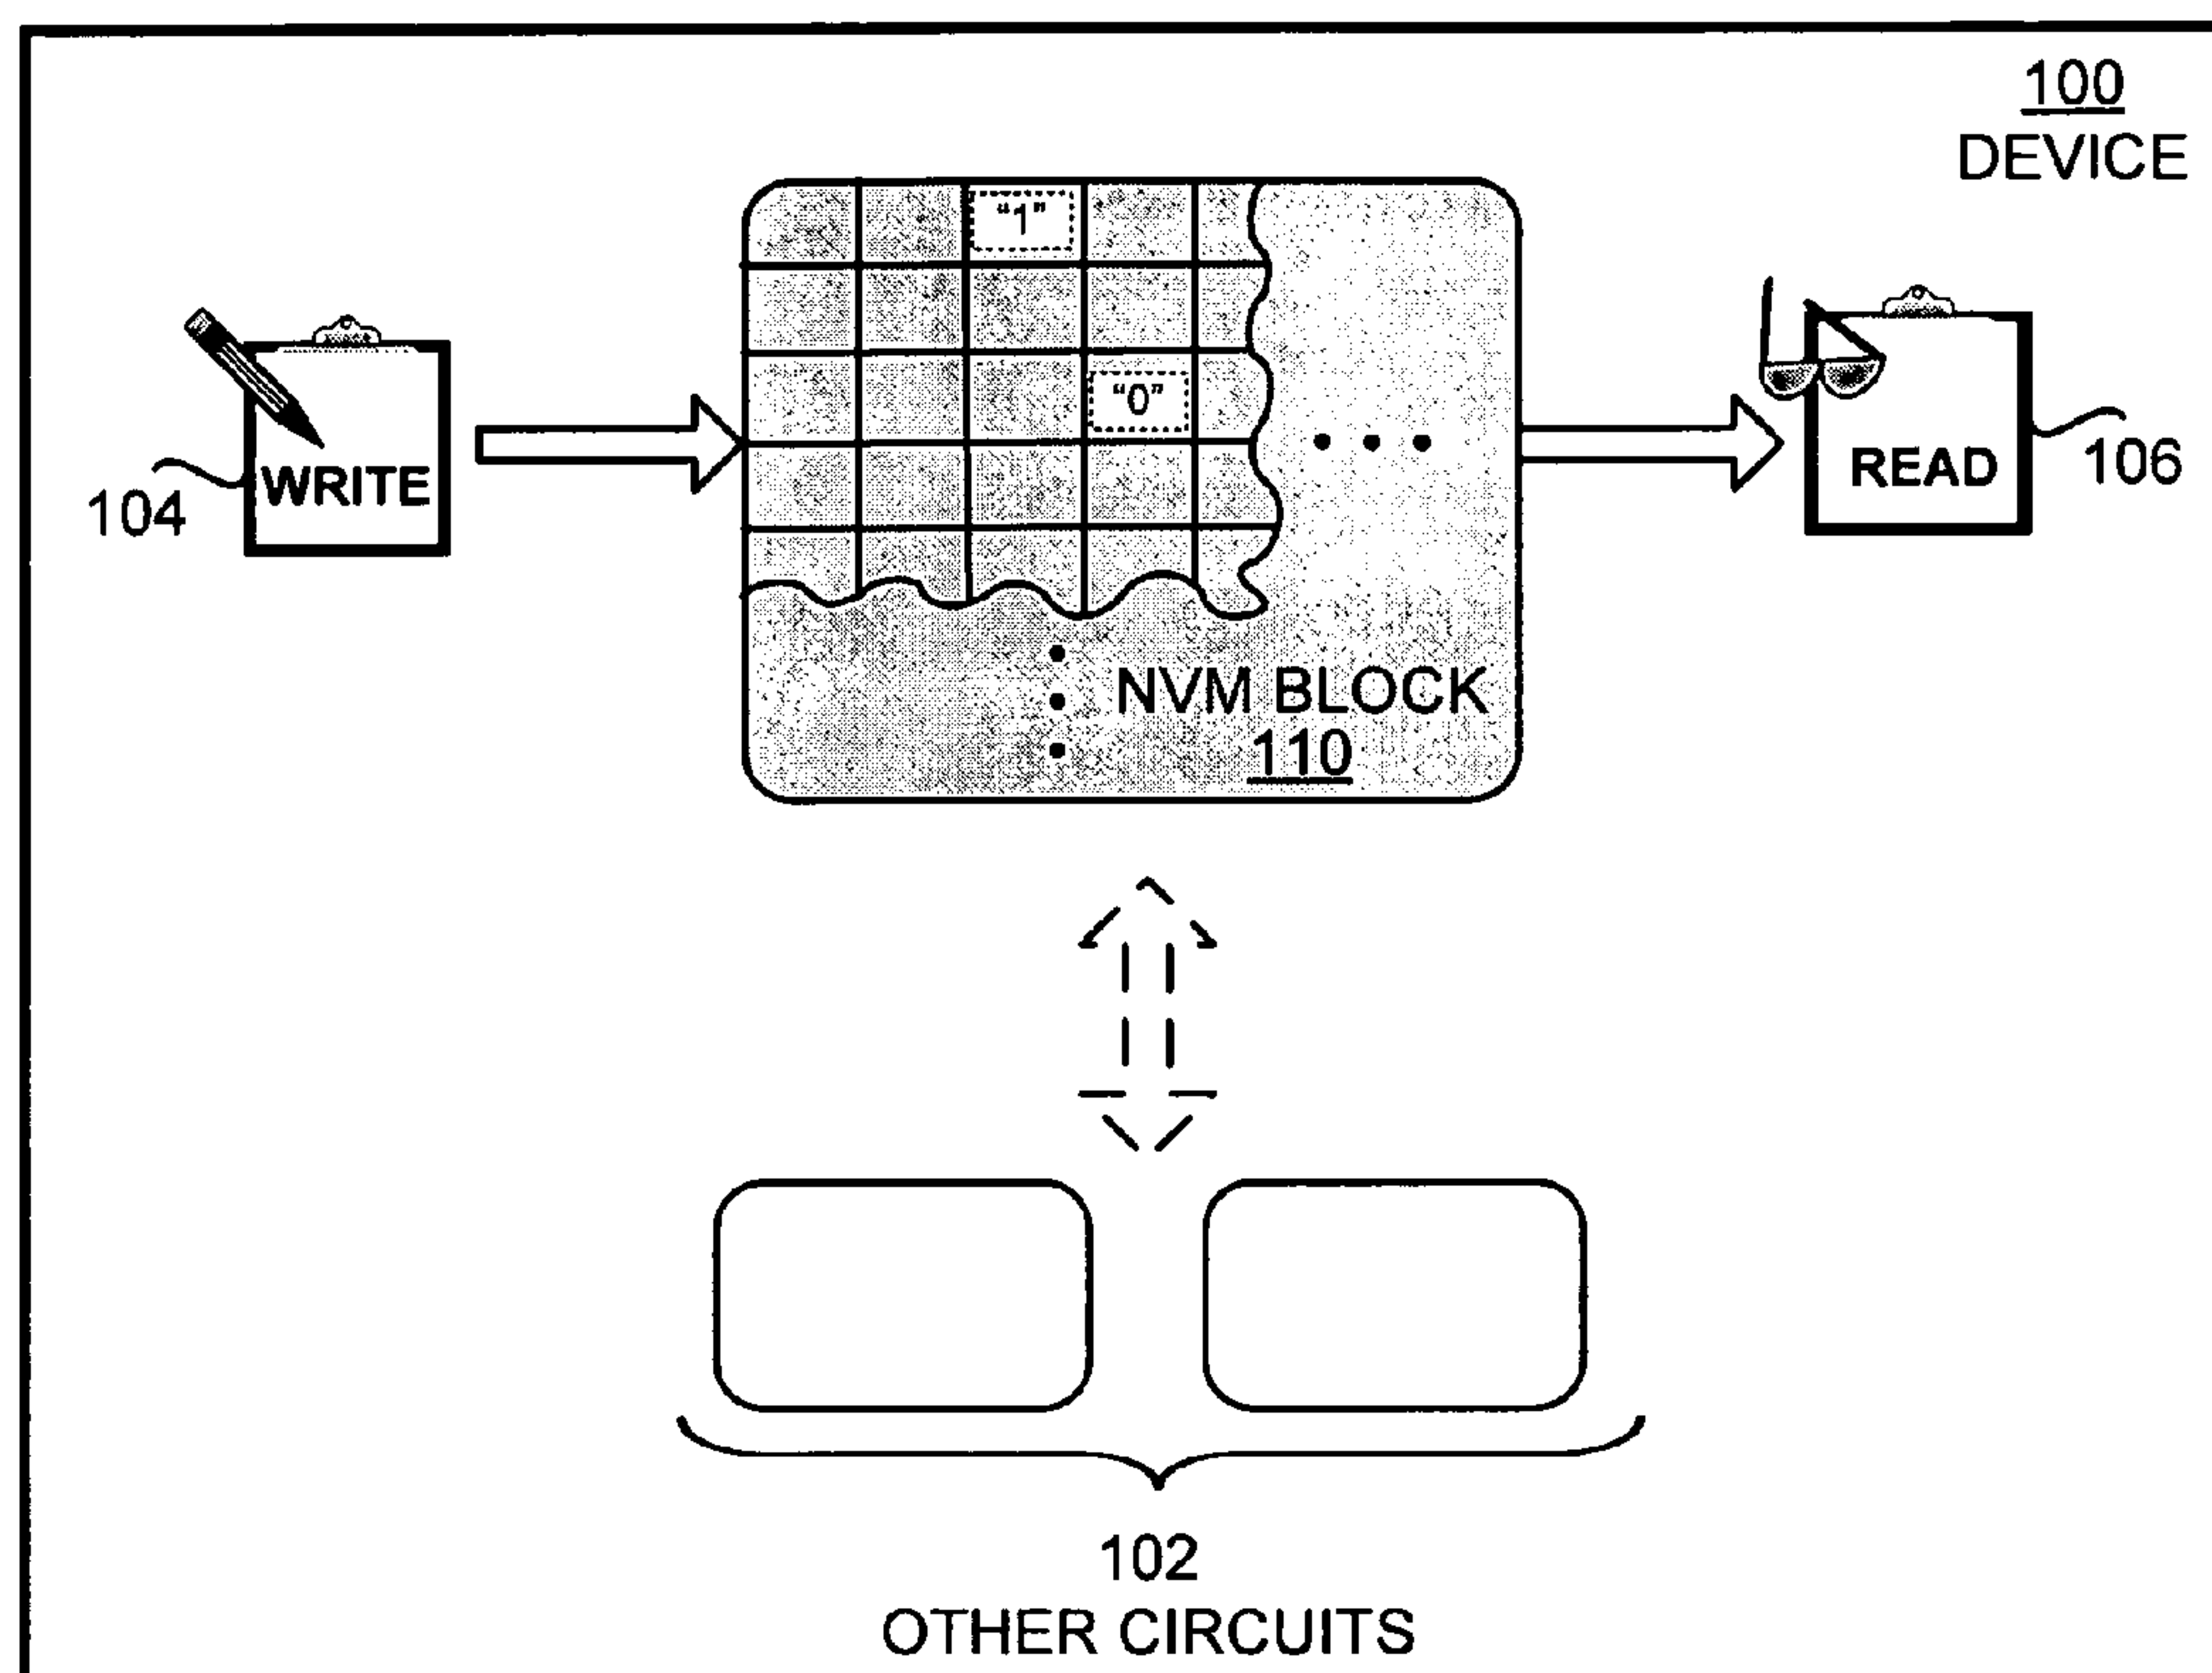 100
DEVICE
"1"
"0"
• • •
WRITE
104
READ
106
NVM BLOCK
110
102
OTHER CIRCUITS